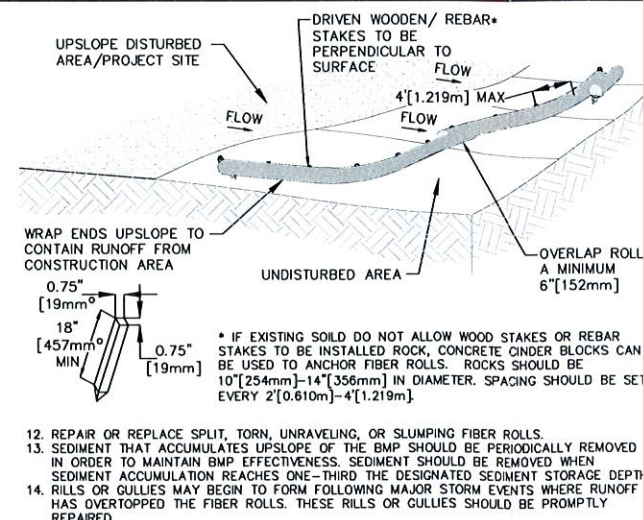 DRIVEN WOODEN/ REBAR*
STAKES TO BE
PERPENDICULAR TO
SURFACE
UPSLOPE DISTURBED
AREA/PROJECT SITE
FLOW
4'[1.219m] MAX
FLOW
FLOW
WRAP ENDS UPSLOPE TO
CONTAIN RUNOFF FROM
CONSTRUCTION AREA
UNDISTURBED AREA
OVERLAP ROLL
A MINIMUM
6"[152mm]
0.75"
[19mm°
18"
[457mm°
MIN
0.75"
[19mm]
* IF EXISTING SOILD DO NOT ALLOW WOOD STAKES OR REBAR
STAKES TO BE INSTALLED ROCK, CONCRETE CINDER BLOCKS CAN
BE USED TO ANCHOR FIBER ROLLS. ROCKS SHOULD BE
10"[254mm]-14"[356mm] IN DIAMETER. SPACING SHOULD BE SET
EVERY 2'[0.610m]-4'[1.219m].
12. REPAIR OR REPLACE SPLIT, TORN, UNRAVELING, OR SLUMPING FIBER ROLLS.
13. SEDIMENT THAT ACCUMULATES UPSLOPE OF THE BMP SHOULD BE PERIODICALLY REMOVED
IN ORDER TO MAINTAIN BMP EFFECTIVENESS. SEDIMENT SHOULD BE REMOVED WHEN
SEDIMENT ACCUMULATION REACHES ONE-THIRD THE DESIGNATED SEDIMENT STORAGE DEPTH
14. RILLS OR GULLIES MAY BEGIN TO FORM FOLLOWING MAJOR STORM EVENTS WHERE RUNOFF
HAS OVERTOPPED THE FIBER ROLLS. THESE RILLS OR GULLIES SHOULD BE PROMPTLY
REPAIRED